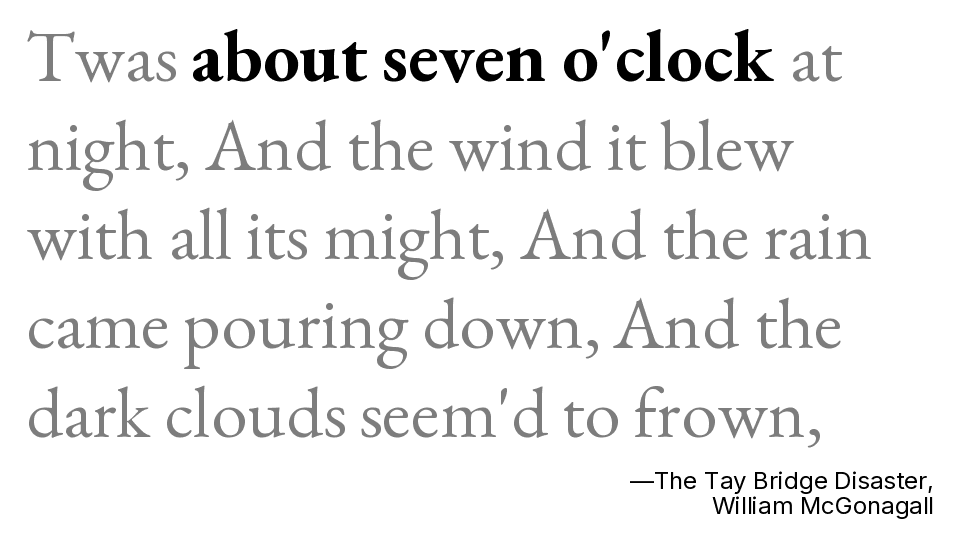 Twas about seven o'clock at
night, And the wind it blew
with all its might, And the rain
came pouring down, And the
dark clouds seem'd to frown,
—The Tay Bridge Disaster,
William McGonagall